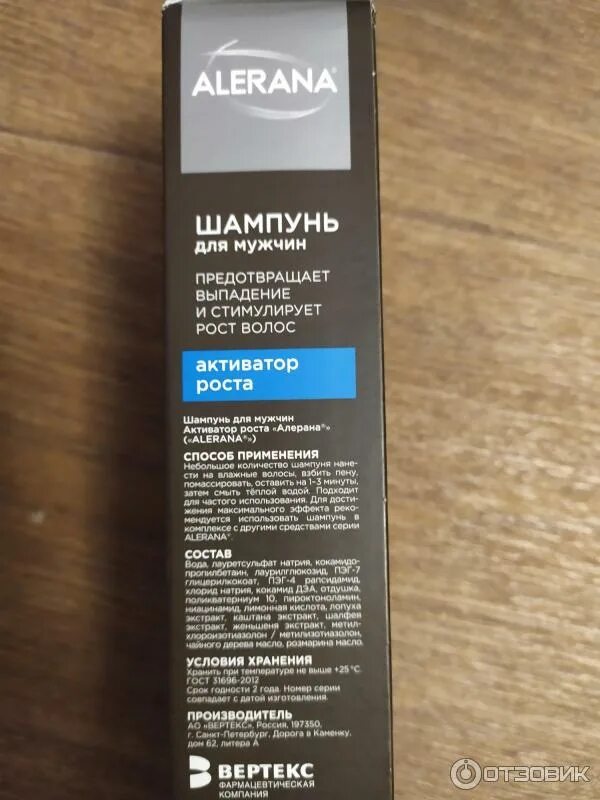 ALERANA®
ШАМПУНЬ
для мужчин
ПРЕДОТВРАЩАЕТ
ВЫПАДЕНИЕ
И СТИМУЛИРУЕТ
РОСТ ВОЛОС
активатор
роста
Шампунь для мужчин
Активатор роста «Алерана®»
(«ALERANA®»)
СПОСОБ ПРИМЕНЕНИЯ
Небольшое количество шампуня нане-
сти на влажные волосы, взбить пену,
помассировать, оставить на 1–3 минуты,
затем смыть тёплой водой. Подходит
для частого использования. Для дости-
жения максимального эффекта реко-
мендуется использовать шампунь в
комплексе с другими средствами серии
ALERANA®.
СОСТАВ
Вода, лауретсульфат натрия, кокамидо-
пропилбетаин, лаурилглюкозид, ПЭГ-7
глицерилкокоат, ПЭГ-4 рапсидамид,
хлорид натрия, кокамид ДЭА, отдушка,
поликватерниум 10, пироктоноламин,
ниацинамид, лимонная кислота, лопуха
экстракт, каштана экстракт, шалфея
экстракт, женьшеня экстракт, метил-
хлороизотиазолон / метилизотиазолон,
чайного дерева масло, розмарина масло.
УСЛОВИЯ ХРАНЕНИЯ
Хранить при температуре не выше +25 °С.
ГОСТ 31696-2012
Срок годности 2 года. Номер серии
совпадает с датой изготовления.
ПРОИЗВОДИТЕЛЬ
АО «ВЕРТЕКС», Россия, 197350,
г. Санкт-Петербург, Дорога в Каменку,
дом 62, литера А
ВЕРТЕКС
ФАРМАЦЕВТИЧЕСКАЯ
КОМПАНИЯ
ОТЗОВИК